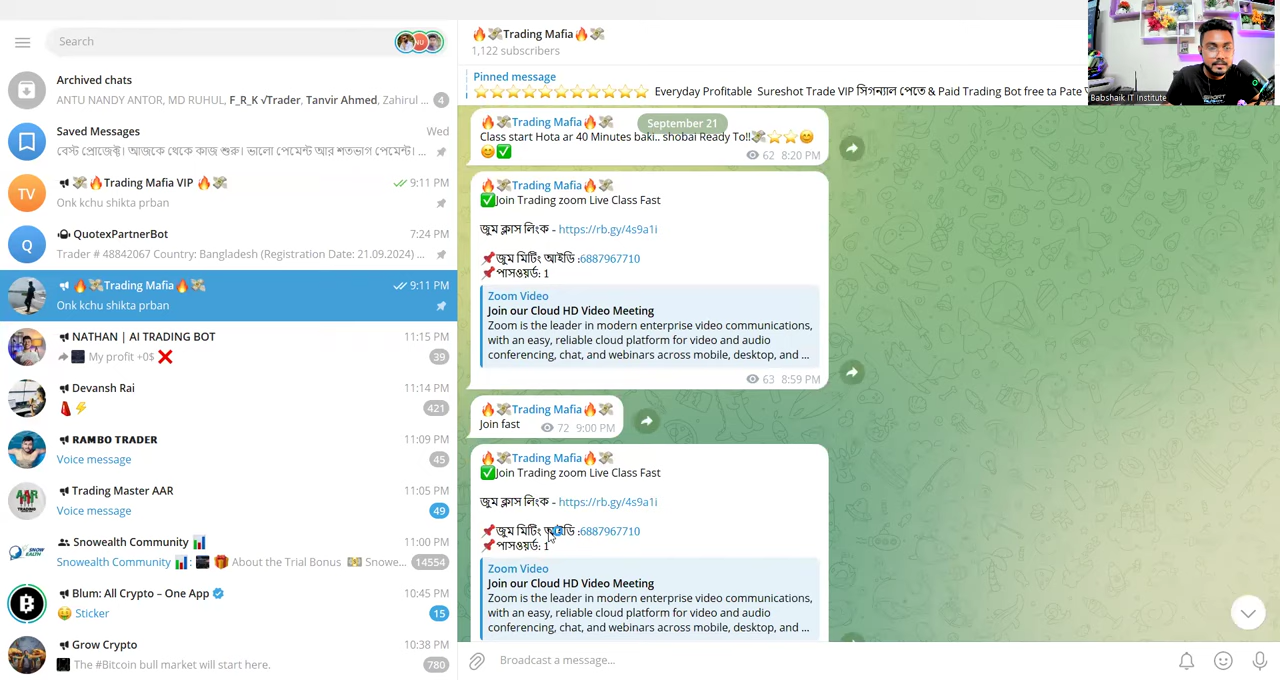 Search
Archived chats
ANTU NANDY ANTOR, MD RUHUL, F_R_K √Trader, Tanvir Ahmed, Zahirul ... 4
Saved Messages Wed
বেস্ট প্রোজেক্ট। আজকে থেকে কাজ শুরু। ভালো পেমেন্ট আর শতভাগ পেমেন্ট। ...
TV
💸🔥Trading Mafia VIP 🔥💸 9:11 PM
Onk kchu shikta prban
Q
QuotexPartnerBot 7:24 PM
Trader # 48842067 Country: Bangladesh (Registration Date: 21.09.2024) ...
🔥💸Trading Mafia🔥💸 9:11 PM
Onk kchu shikta prban
NATHAN | AI TRADING BOT 11:15 PM
My profit +0$ ❌ 39
Devansh Rai 11:14 PM
421
RAMBO TRADER 11:09 PM
Voice message 45
AAR
Trading Master AAR 11:05 PM
Voice message 49
Snowealth Community 📊 11:00 PM
Snowealth Community 📊: 🎁 About the Trial Bonus 💴 Snowe... 14554
Blum: All Crypto – One App 10:45 PM
🤑 Sticker 15
Grow Crypto 10:38 PM
The #Bitcoin bull market will start here. 780
🔥💸Trading Mafia🔥💸
1,122 subscribers
Pinned message
⭐⭐⭐⭐⭐⭐⭐⭐⭐⭐⭐ Everyday Profitable Sureshot Trade VIP সিগন্যাল পেতে & Paid Trading Bot free ta Pate
Babshaik IT Institute
September 21
🔥💸Trading Mafia🔥💸
Class start Hota ar 40 Minutes baki.. shobai Ready To!!💸⭐⭐😊
😊✅ 62 8:20 PM
🔥💸Trading Mafia🔥💸
✅Join Trading zoom Live Class Fast
জুম ক্লাস লিংক - https://rb.gy/4s9a1i
📌জুম মিটিং আইডি :6887967710
📌পাসওয়র্ড: 1
Zoom Video
Join our Cloud HD Video Meeting
Zoom is the leader in modern enterprise video communications,
with an easy, reliable cloud platform for video and audio
conferencing, chat, and webinars across mobile, desktop, and ...
63 8:59 PM
🔥💸Trading Mafia🔥💸
Join fast 72 9:00 PM
🔥💸Trading Mafia🔥💸
✅Join Trading zoom Live Class Fast
জুম ক্লাস লিংক - https://rb.gy/4s9a1i
📌জুম মিটিং আইডি :6887967710
📌পাসওয়র্ড: 1
Zoom Video
Join our Cloud HD Video Meeting
Zoom is the leader in modern enterprise video communications,
with an easy, reliable cloud platform for video and audio
conferencing, chat, and webinars across mobile, desktop, and ...
Broadcast a message...